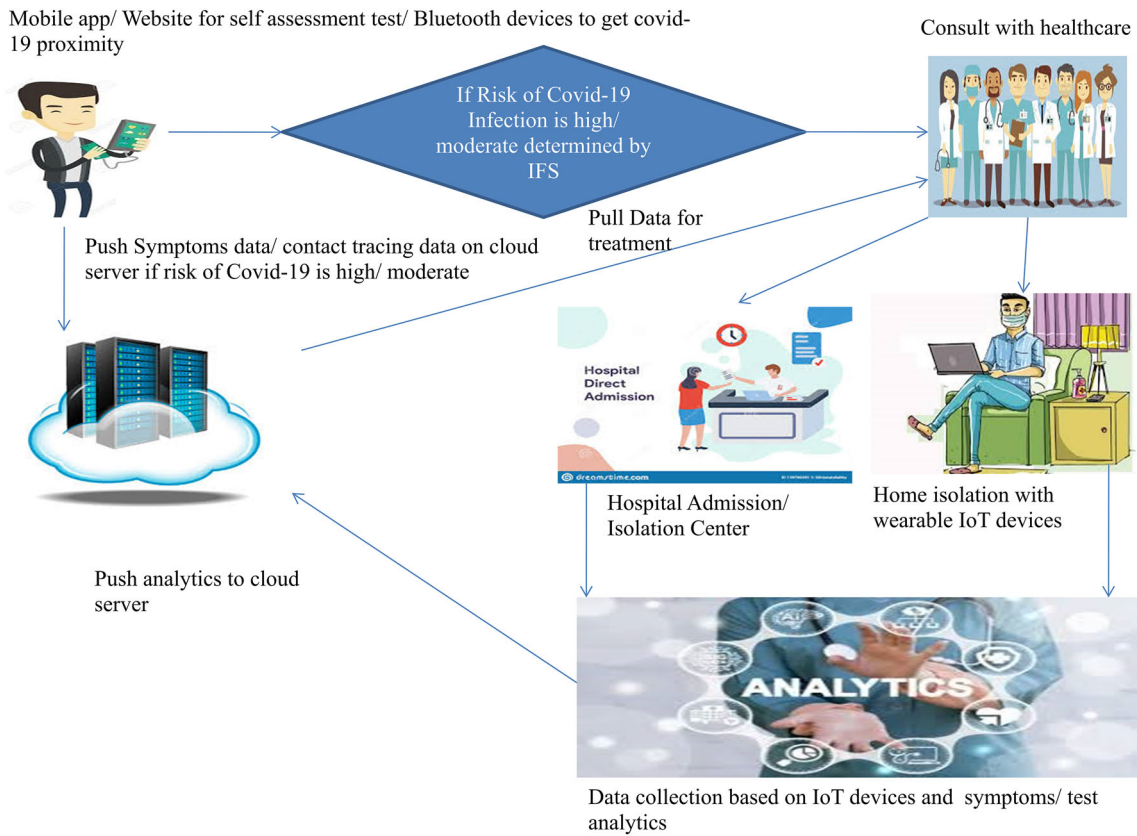 Mobile app/ Website for self assessment test/ Bluetooth devices to get covid-
19 proximity
Consult with healthcare
If Risk of Covid-19
Infection is high/
moderate determined by
IFS
Pull Data for
treatment
Push Symptoms data/ contact tracing data on cloud
server if risk of Covid-19 is high/ moderate
Hospital
Direct
Admission
dreamstime.com
Hospital Admission/
Isolation Center
Home isolation with
wearable IoT devices
Push analytics to cloud
server
AI
ANALYTICS
Data collection based on IoT devices and symptoms/ test
analytics